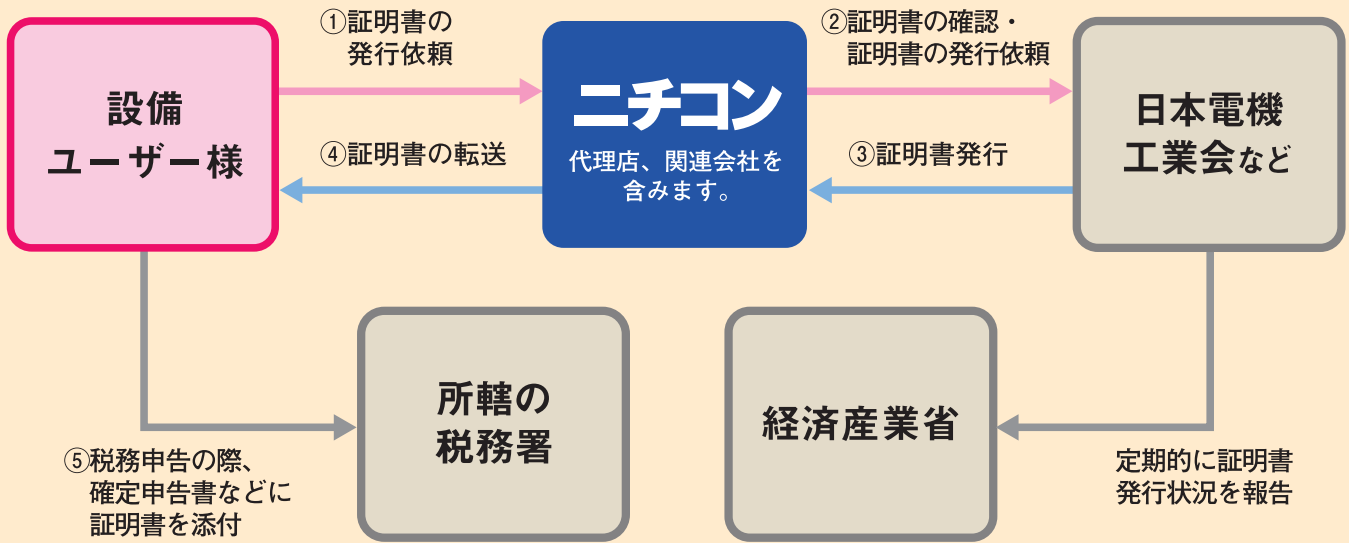 ①証明書の
発行依頼
②証明書の確認・
証明書の発行依頼
設備
ユーザー様
ニチコン
代理店、関連会社を
含みます。
日本電機
工業会など
④証明書の転送
③証明書発行
所轄の
税務署
経済産業省
⑤税務申告の際、
確定申告書などに
証明書を添付
定期的に証明書
発行状況を報告